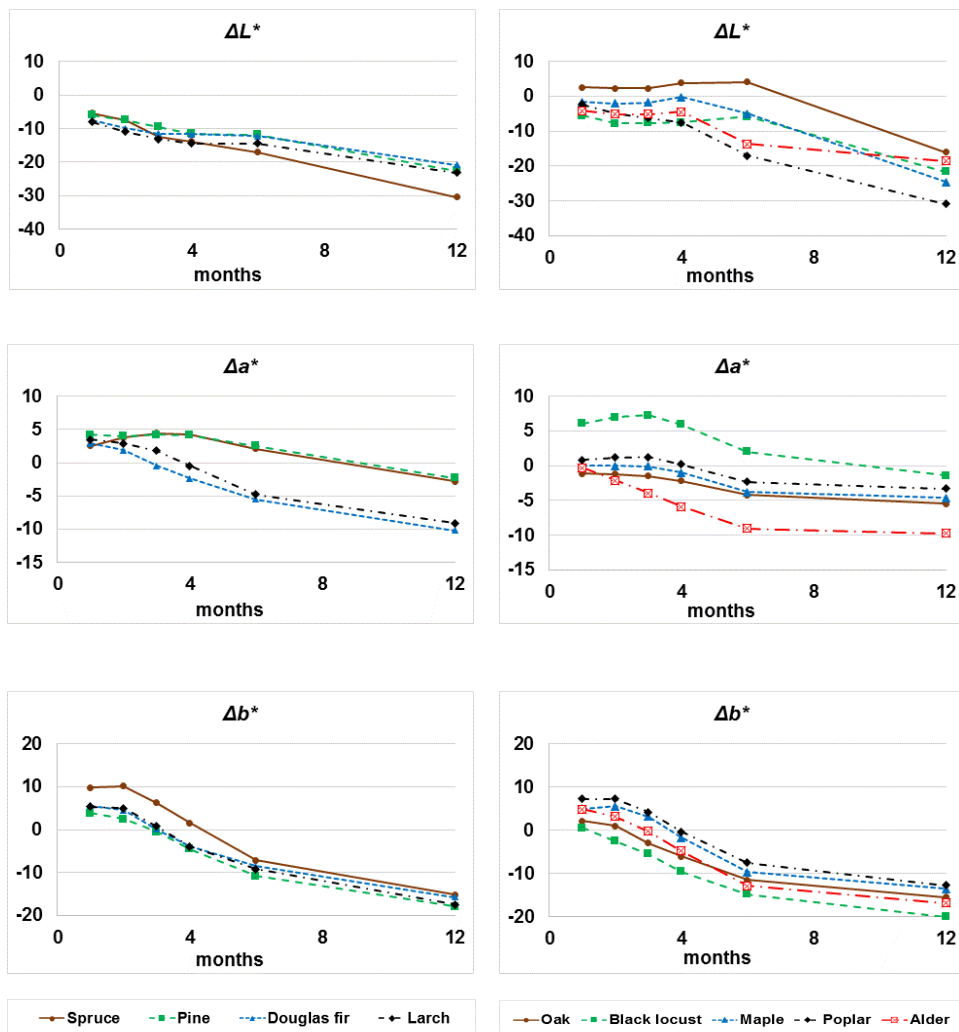 ΔL*
10
0
-10
-20
-30
-40
0 4 8 12
months
ΔL*
10
0
-10
-20
-30
-40
0 4 8 12
months
Δa*
10
5
0
-5
-10
-15
0 4 8 12
months
Δa*
10
5
0
-5
-10
-15
0 4 8 12
months
Δb*
20
10
0
-10
-20
0 4 8 12
months
Δb*
20
10
0
-10
-20
0 4 8 12
months
Spruce Pine Douglas fir Larch
Oak Black locust Maple Poplar Alder